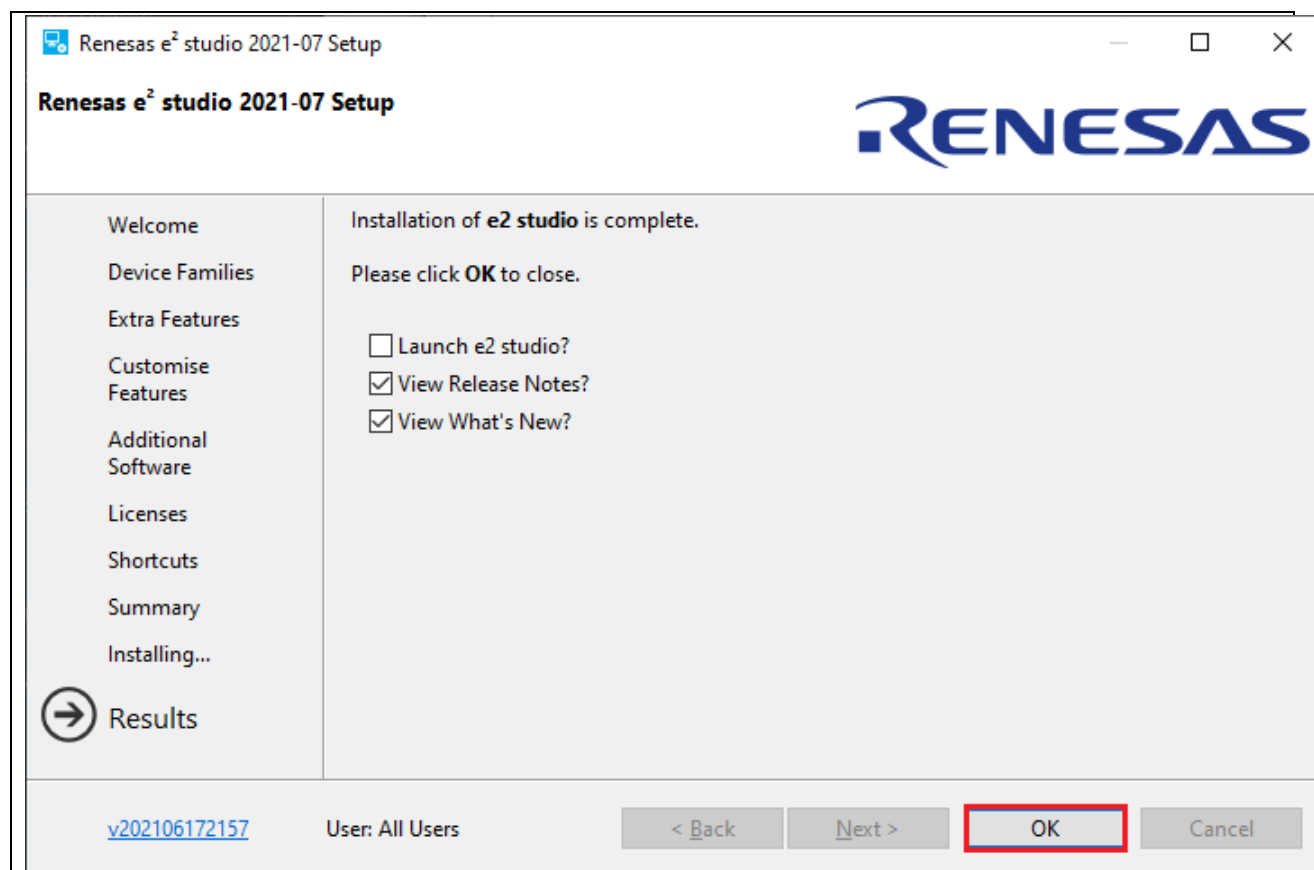 Renesas e² studio 2021-07 Setup
Renesas e² studio 2021-07 Setup
RENESAS
Welcome
Device Families
Extra Features
Customise
Features
Additional
Software
Licenses
Shortcuts
Summary
Installing...
Results
Installation of e2 studio is complete.
Please click OK to close.
Launch e2 studio?
View Release Notes?
View What's New?
v202106172157
User: All Users
< Back
Next >
OK
Cancel